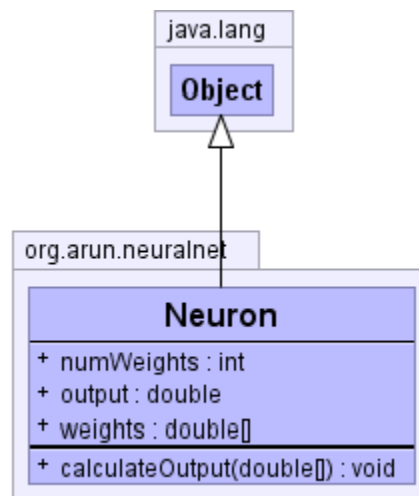 java.lang
Object
org.arun.neuralnet
Neuron
+ numWeights : int
+ output : double
+ weights : double[]
+ calculateOutput(double[]) : void